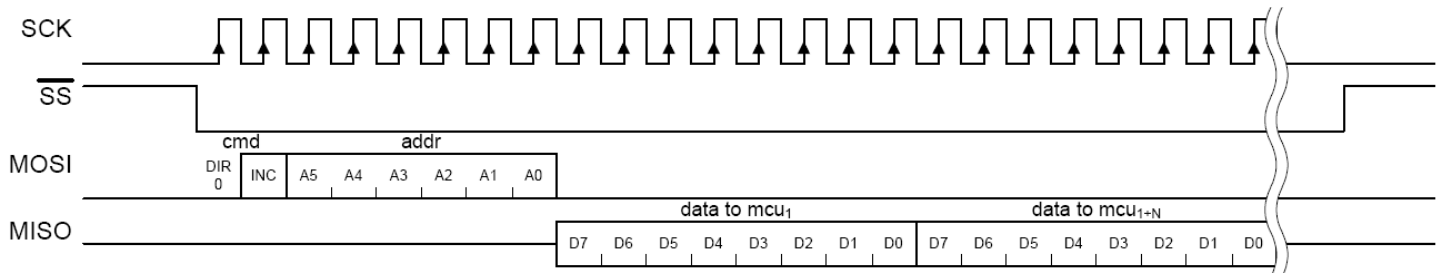 SCK
SS
cmd addr
MOSI DIR 0 INC A5 A4 A3 A2 A1 A0
data to mcu1 data to mcu1+N
MISO D7 D6 D5 D4 D3 D2 D1 D0 D7 D6 D5 D4 D3 D2 D1 D0